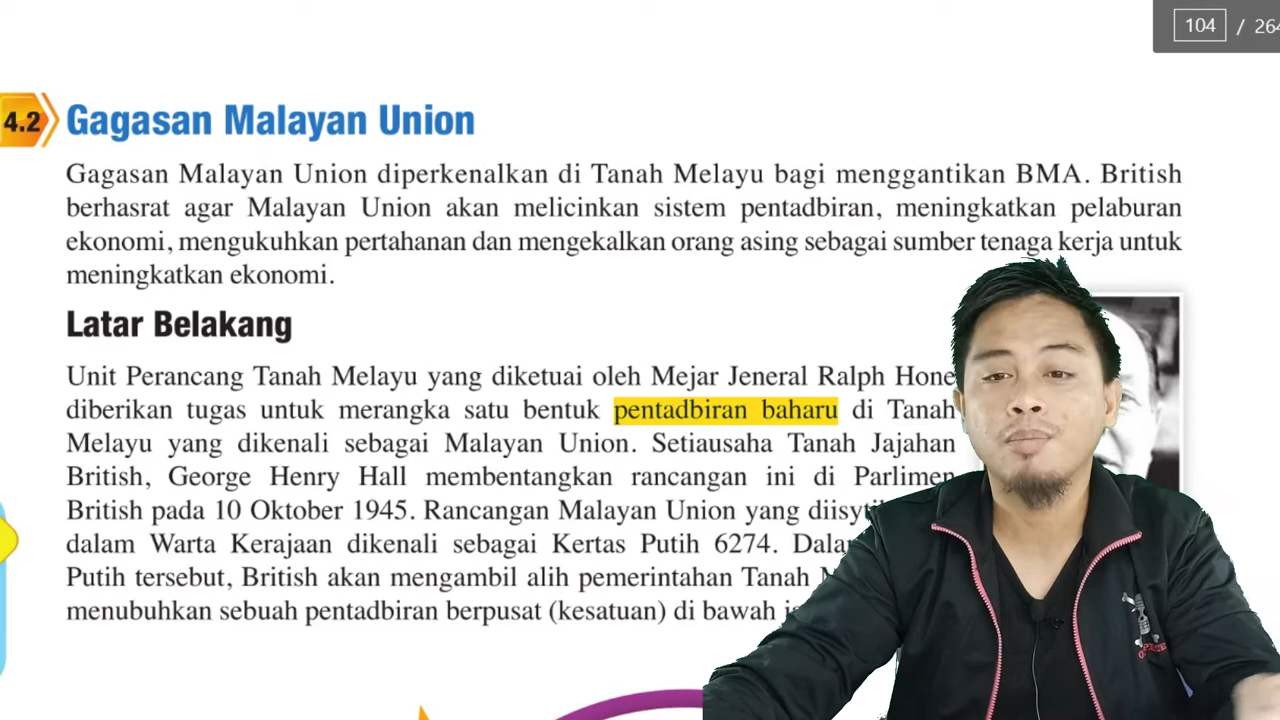 104 / 264
4.2 Gagasan Malayan Union
Gagasan Malayan Union diperkenalkan di Tanah Melayu bagi menggantikan BMA. British
berhasrat agar Malayan Union akan melicinkan sistem pentadbiran, meningkatkan pelaburan
ekonomi, mengukuhkan pertahanan dan mengekalkan orang asing sebagai sumber tenaga kerja untuk
meningkatkan ekonomi.
Latar Belakang
Unit Perancang Tanah Melayu yang diketuai oleh Mejar Jeneral Ralph Hone
diberikan tugas untuk merangka satu bentuk pentadbiran baharu di Tanah
Melayu yang dikenali sebagai Malayan Union. Setiausaha Tanah Jajahan
British, George Henry Hall membentangkan rancangan ini di Parlimen
British pada 10 Oktober 1945. Rancangan Malayan Union yang
dalam Warta Kerajaan dikenali sebagai Kertas Putih 6274.
Putih tersebut, British akan mengambil alih pemerintahan Tanah
menubuhkan sebuah pentadbiran berpusat (kesatuan) di bawah